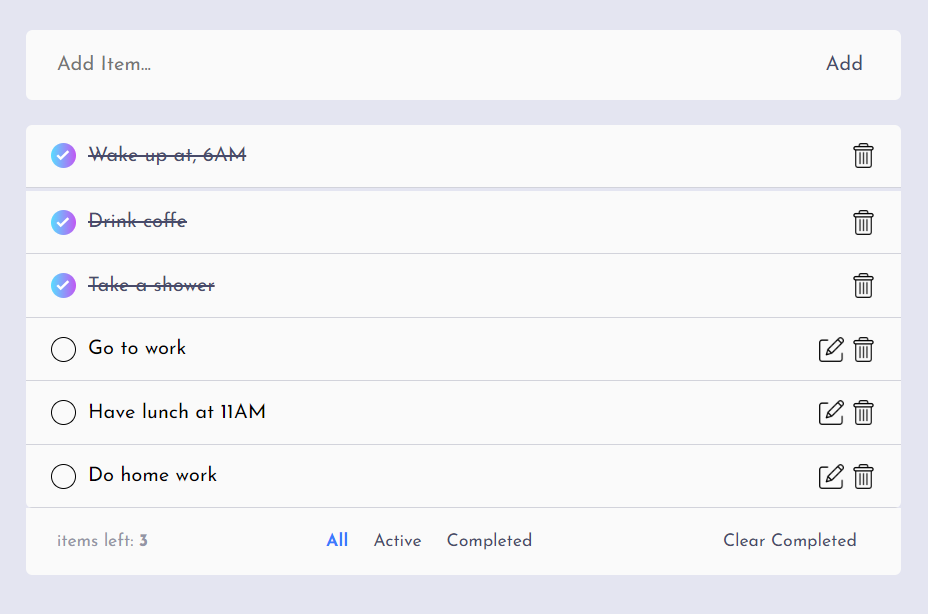 Add Item... Add
Wake up at, 6AM
Drink coffe
Take a shower
Go to work
Have lunch at 11AM
Do home work
items left: 3 All Active Completed Clear Completed